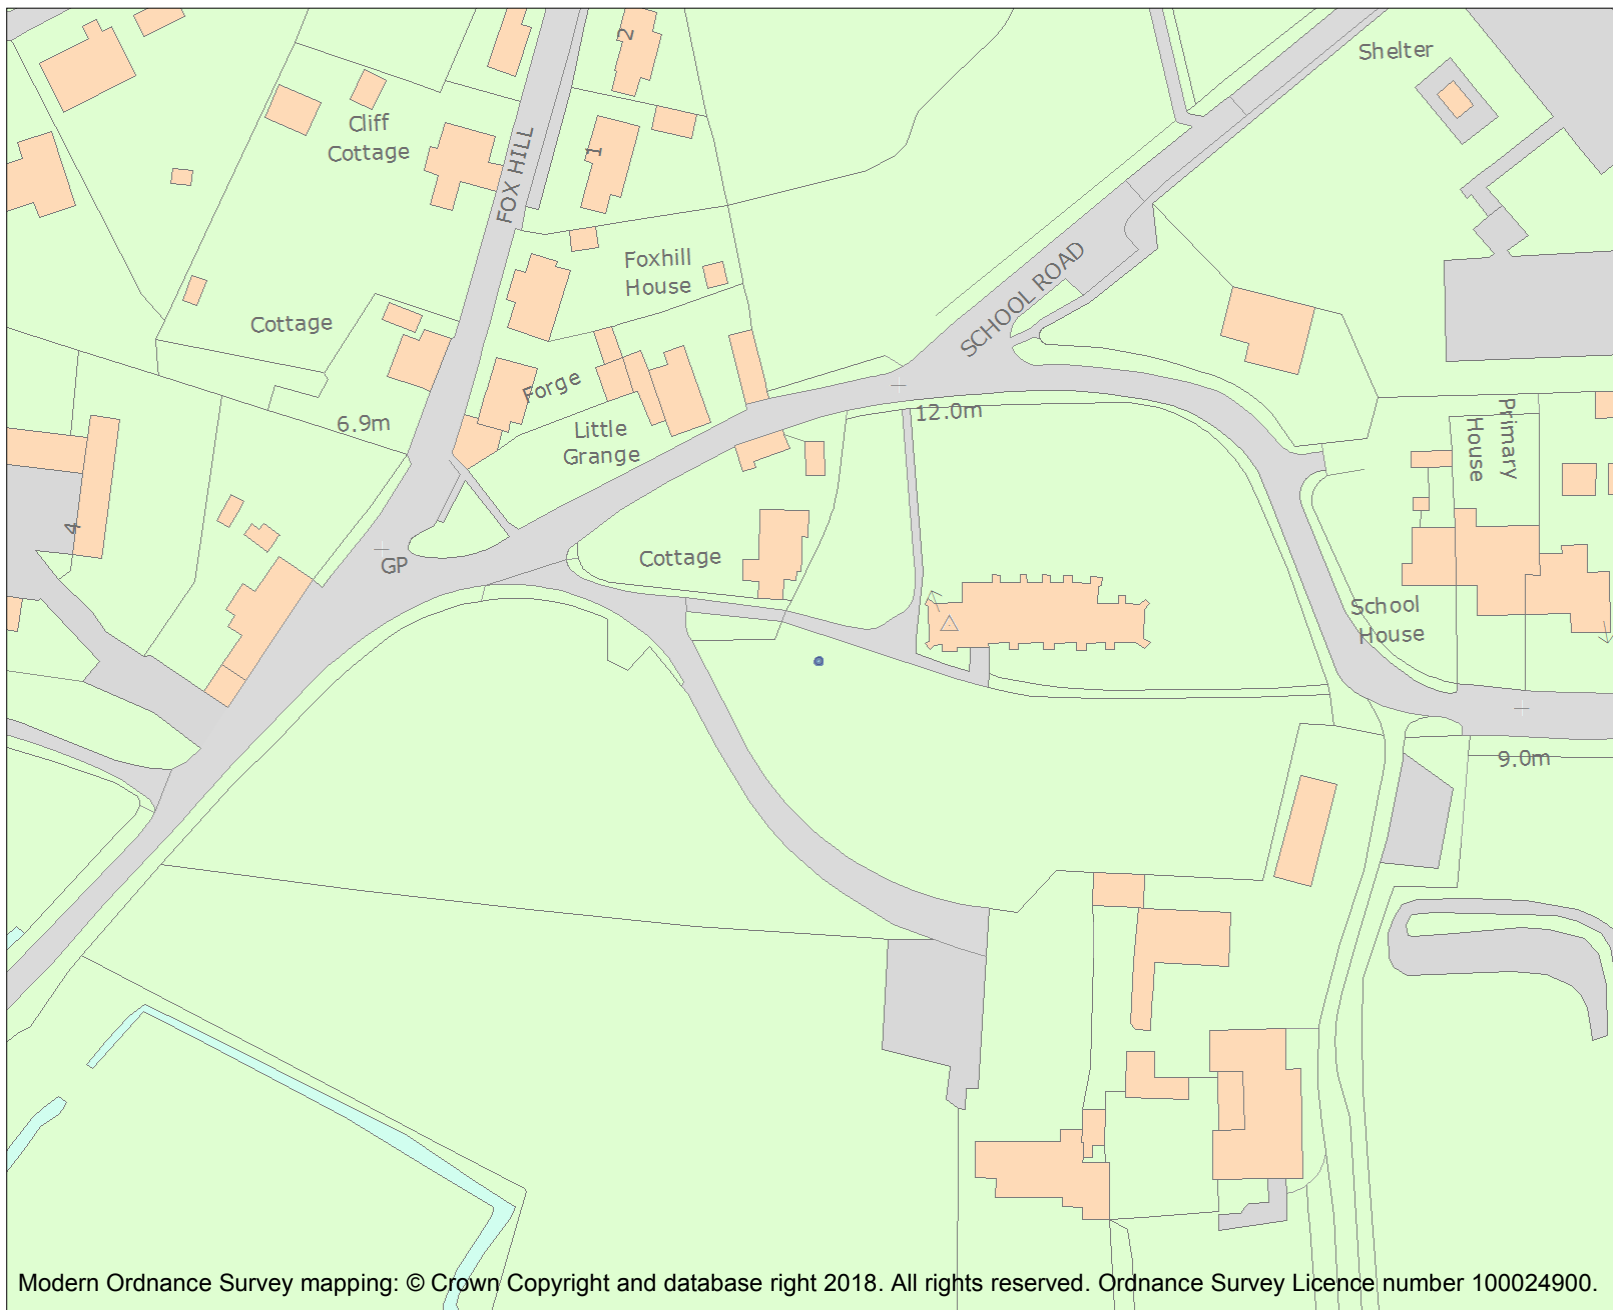 2
Shelter
Cliff
Cottage
1
FOX HILL
Foxhill
House
SCHOOL ROAD
Cottage
Forge
12.0m
6.9m
Little
Grange
Primary
House
4
Cottage
GP
School
House
9.0m
Modern Ordnance Survey mapping: © Crown Copyright and database right 2018. All rights reserved. Ordnance Survey Licence number 100024900.